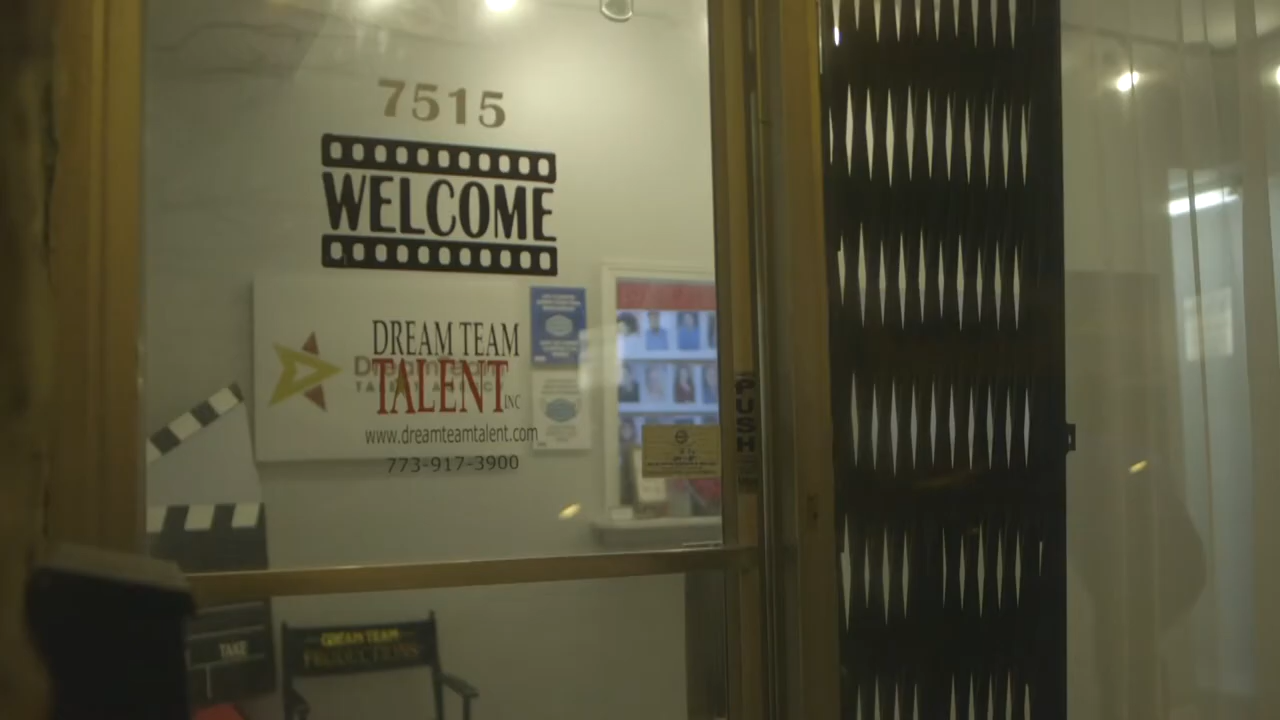 7515
WELCOME
DREAM TEAM
TALENT INC
www.dreamteamtalent.com
773-917-3900
PUSH
TAKE
DREAM TEAM
PRODUCTIONS